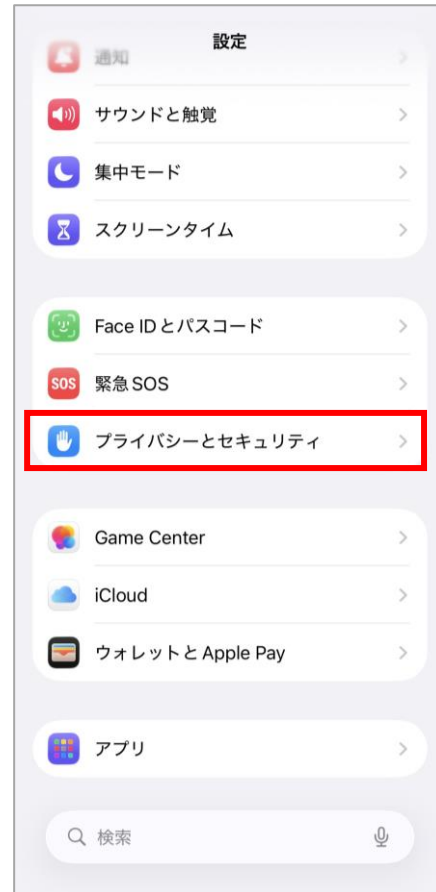 設定
通知
サウンドと触覚
集中モード
スクリーンタイム
Face IDとパスコード
SOS 緊急SOS
プライバシーとセキュリティ
Game Center
iCloud
ウォレットとApple Pay
アプリ
検索